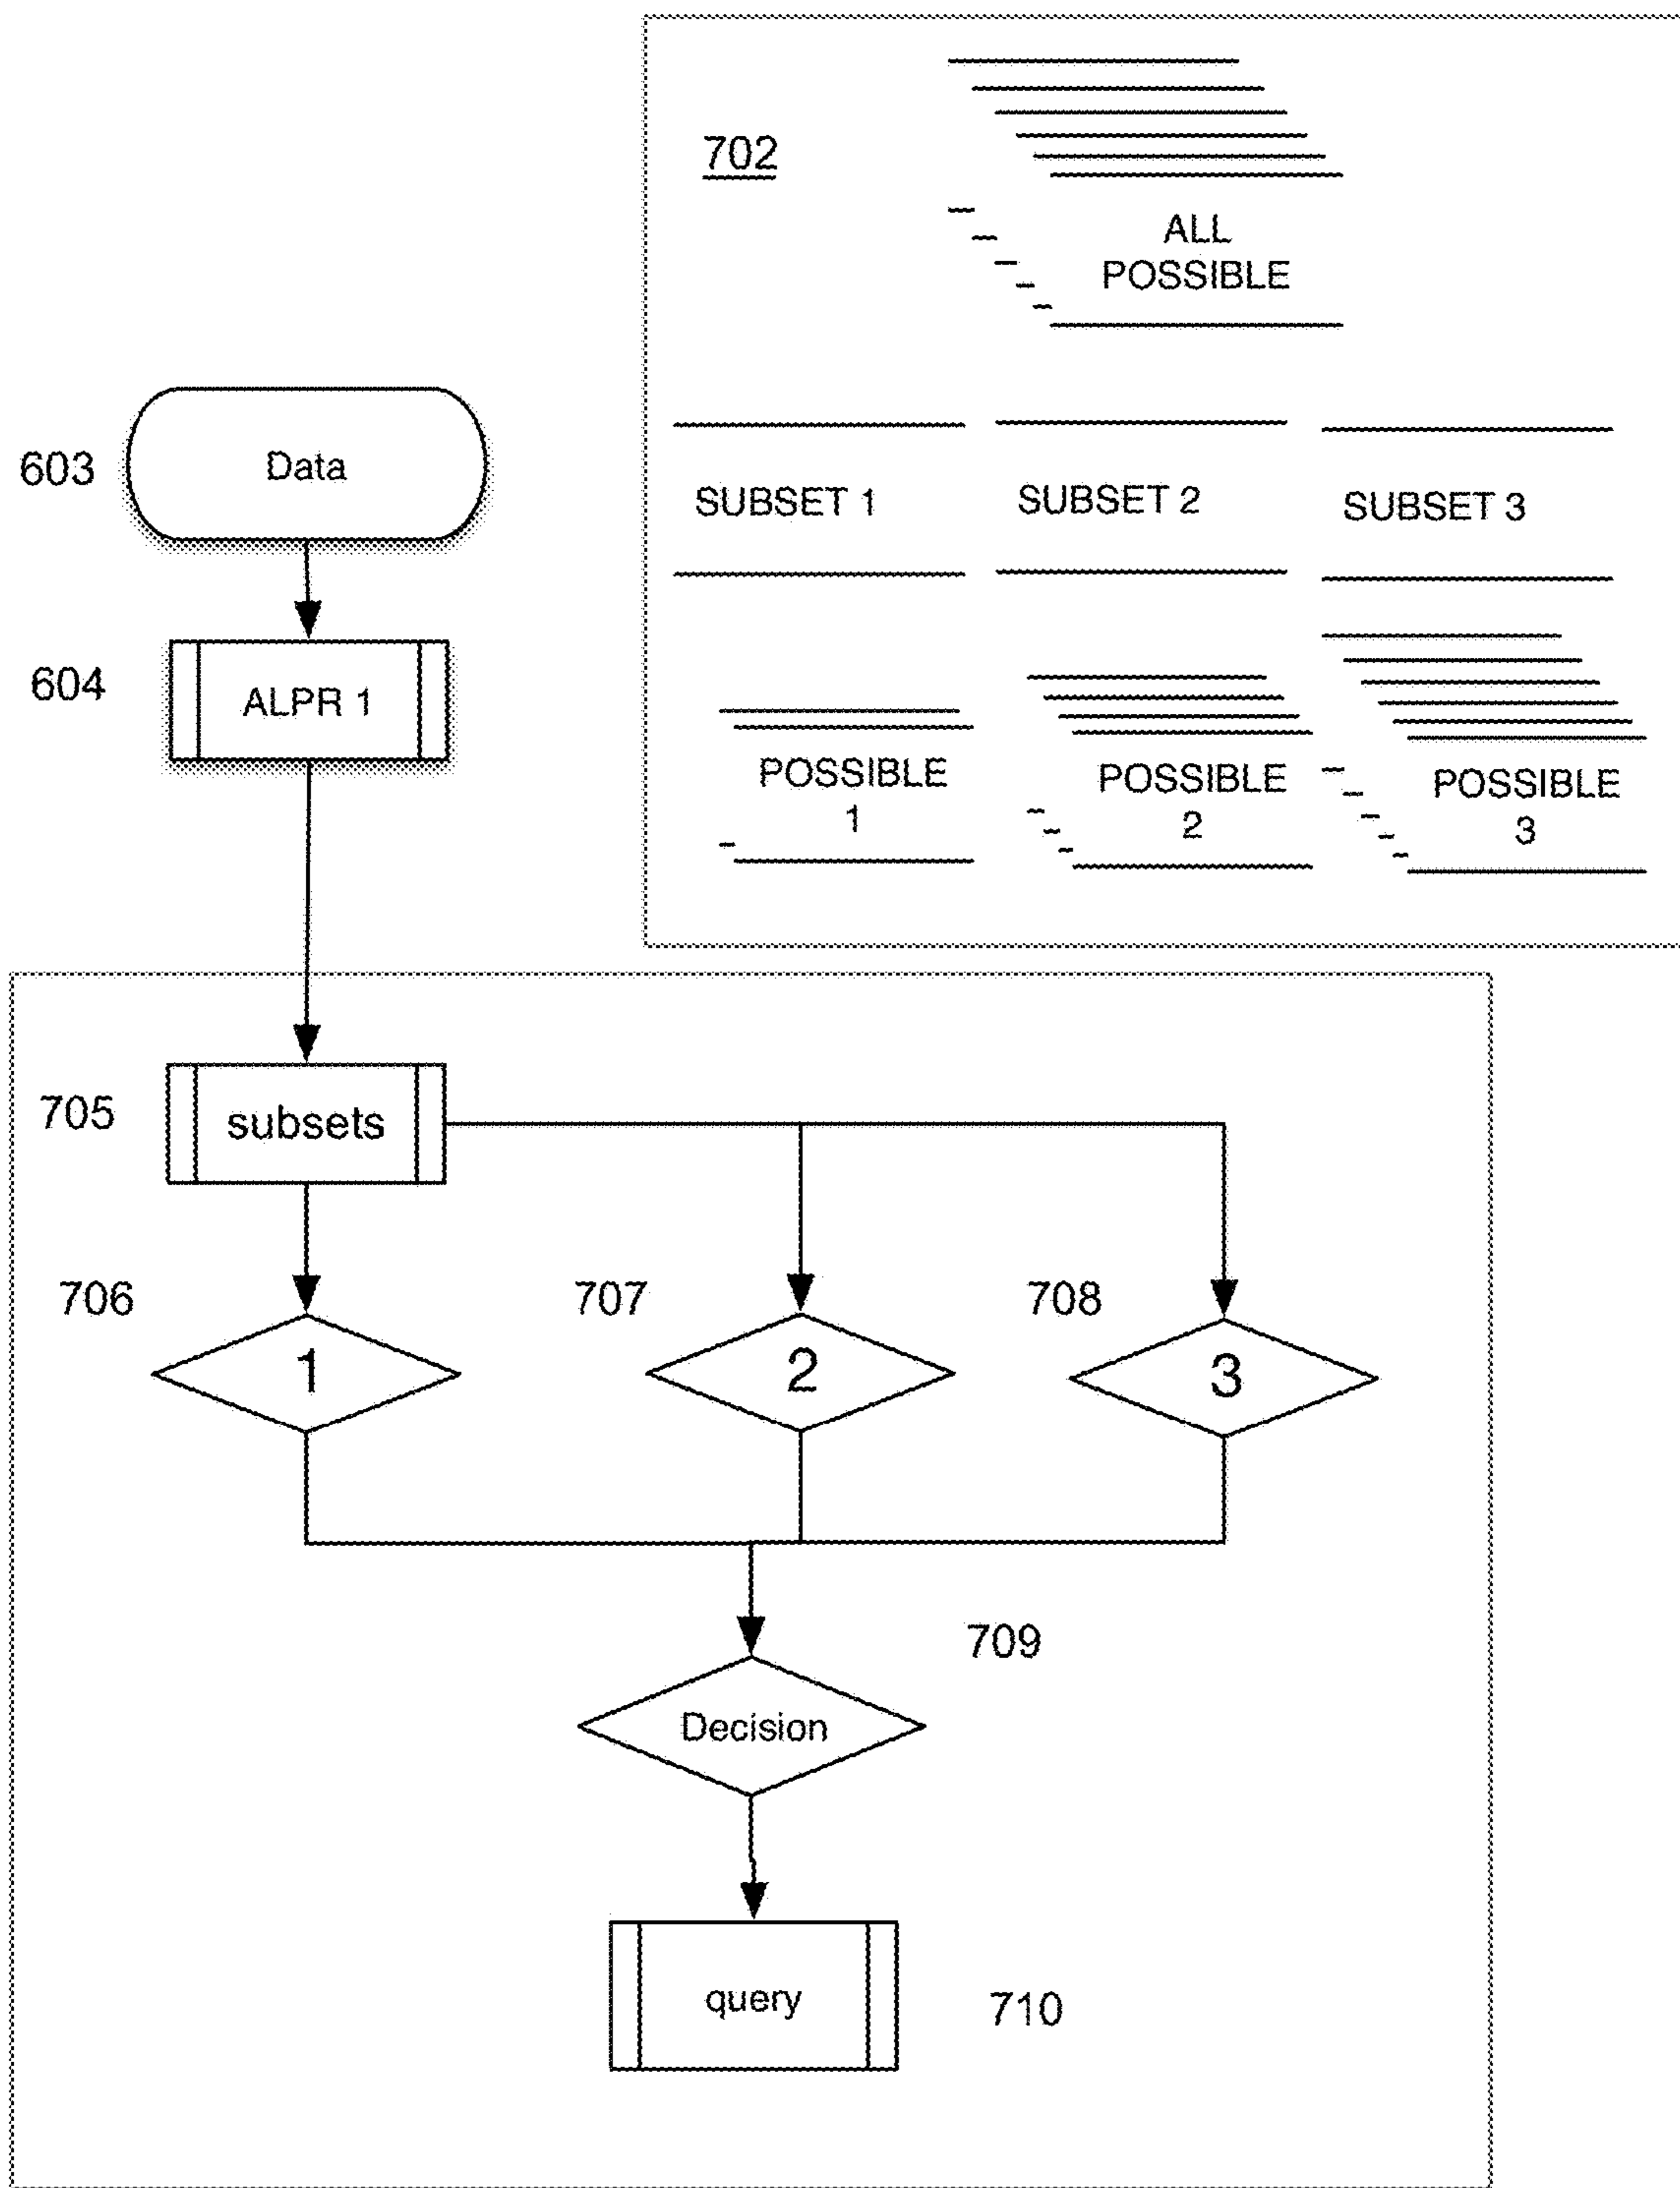 702
ALL
POSSIBLE
603
Data
SUBSET 1
SUBSET 2
SUBSET 3
604
ALPR 1
POSSIBLE
1
POSSIBLE
2
POSSIBLE
3
705
subsets
706
707
708
1
2
3
709
Decision
query
710